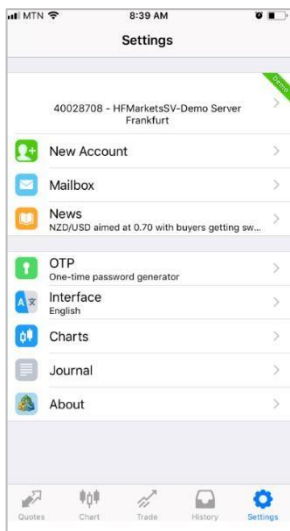 MTN 8:39 AM
Settings
Demo
40028708 - HFMarketsSV-Demo Server
Frankfurt
New Account
Mailbox
News
NZD/USD aimed at 0.70 with buyers getting sw...
OTP
One-time password generator
Interface
English
Charts
Journal
About
Quotes Chart Trade History Settings